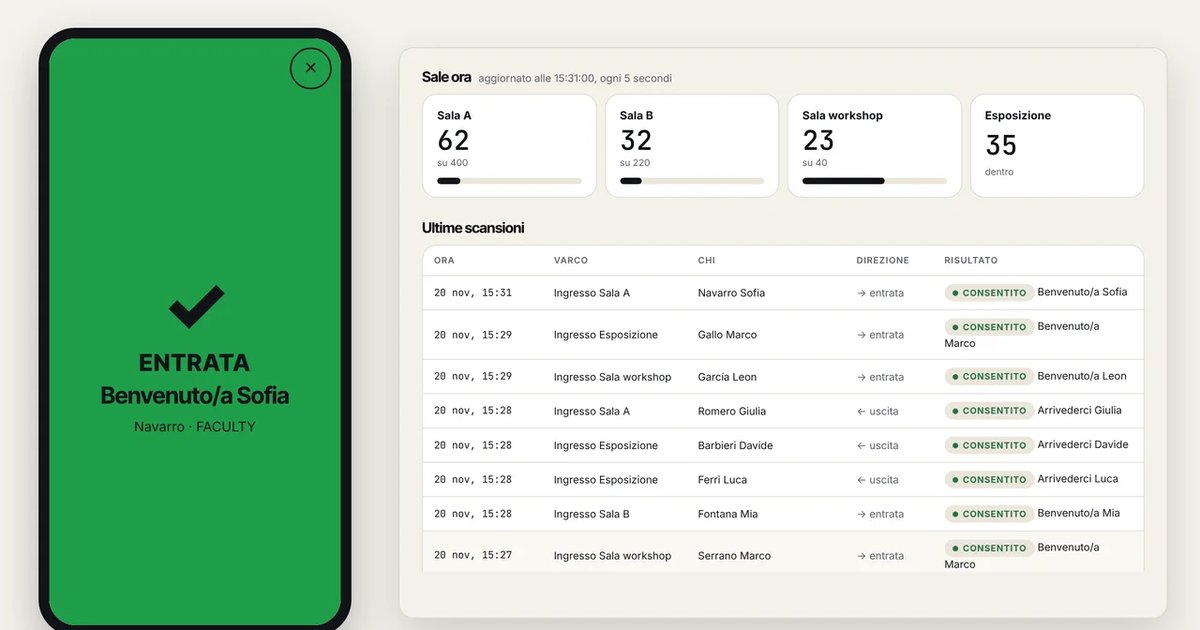 ×
ENTRATA
Benvenuto/a Sofia
Navarro · FACULTY
Sale ora aggiornato alle 15:31:00, ogni 5 secondi
Sala A
62
su 400
Sala B
32
su 220
Sala workshop
23
su 40
Esposizione
35
dentro
Ultime scansioni
ORA VARCO CHI DIREZIONE RISULTATO
20 nov, 15:31 Ingresso Sala A Navarro Sofia → entrata CONSENTITO Benvenuto/a Sofia
20 nov, 15:29 Ingresso Esposizione Gallo Marco → entrata CONSENTITO Benvenuto/a
Marco
20 nov, 15:29 Ingresso Sala workshop García Leon → entrata CONSENTITO Benvenuto/a Leon
20 nov, 15:28 Ingresso Sala A Romero Giulia ← uscita CONSENTITO Arrivederci Giulia
20 nov, 15:28 Ingresso Esposizione Barbieri Davide ← uscita CONSENTITO Arrivederci Davide
20 nov, 15:28 Ingresso Esposizione Ferri Luca ← uscita CONSENTITO Arrivederci Luca
20 nov, 15:28 Ingresso Sala B Fontana Mia → entrata CONSENTITO Benvenuto/a Mia
20 nov, 15:27 Ingresso Sala workshop Serrano Marco → entrata CONSENTITO Benvenuto/a
Marco